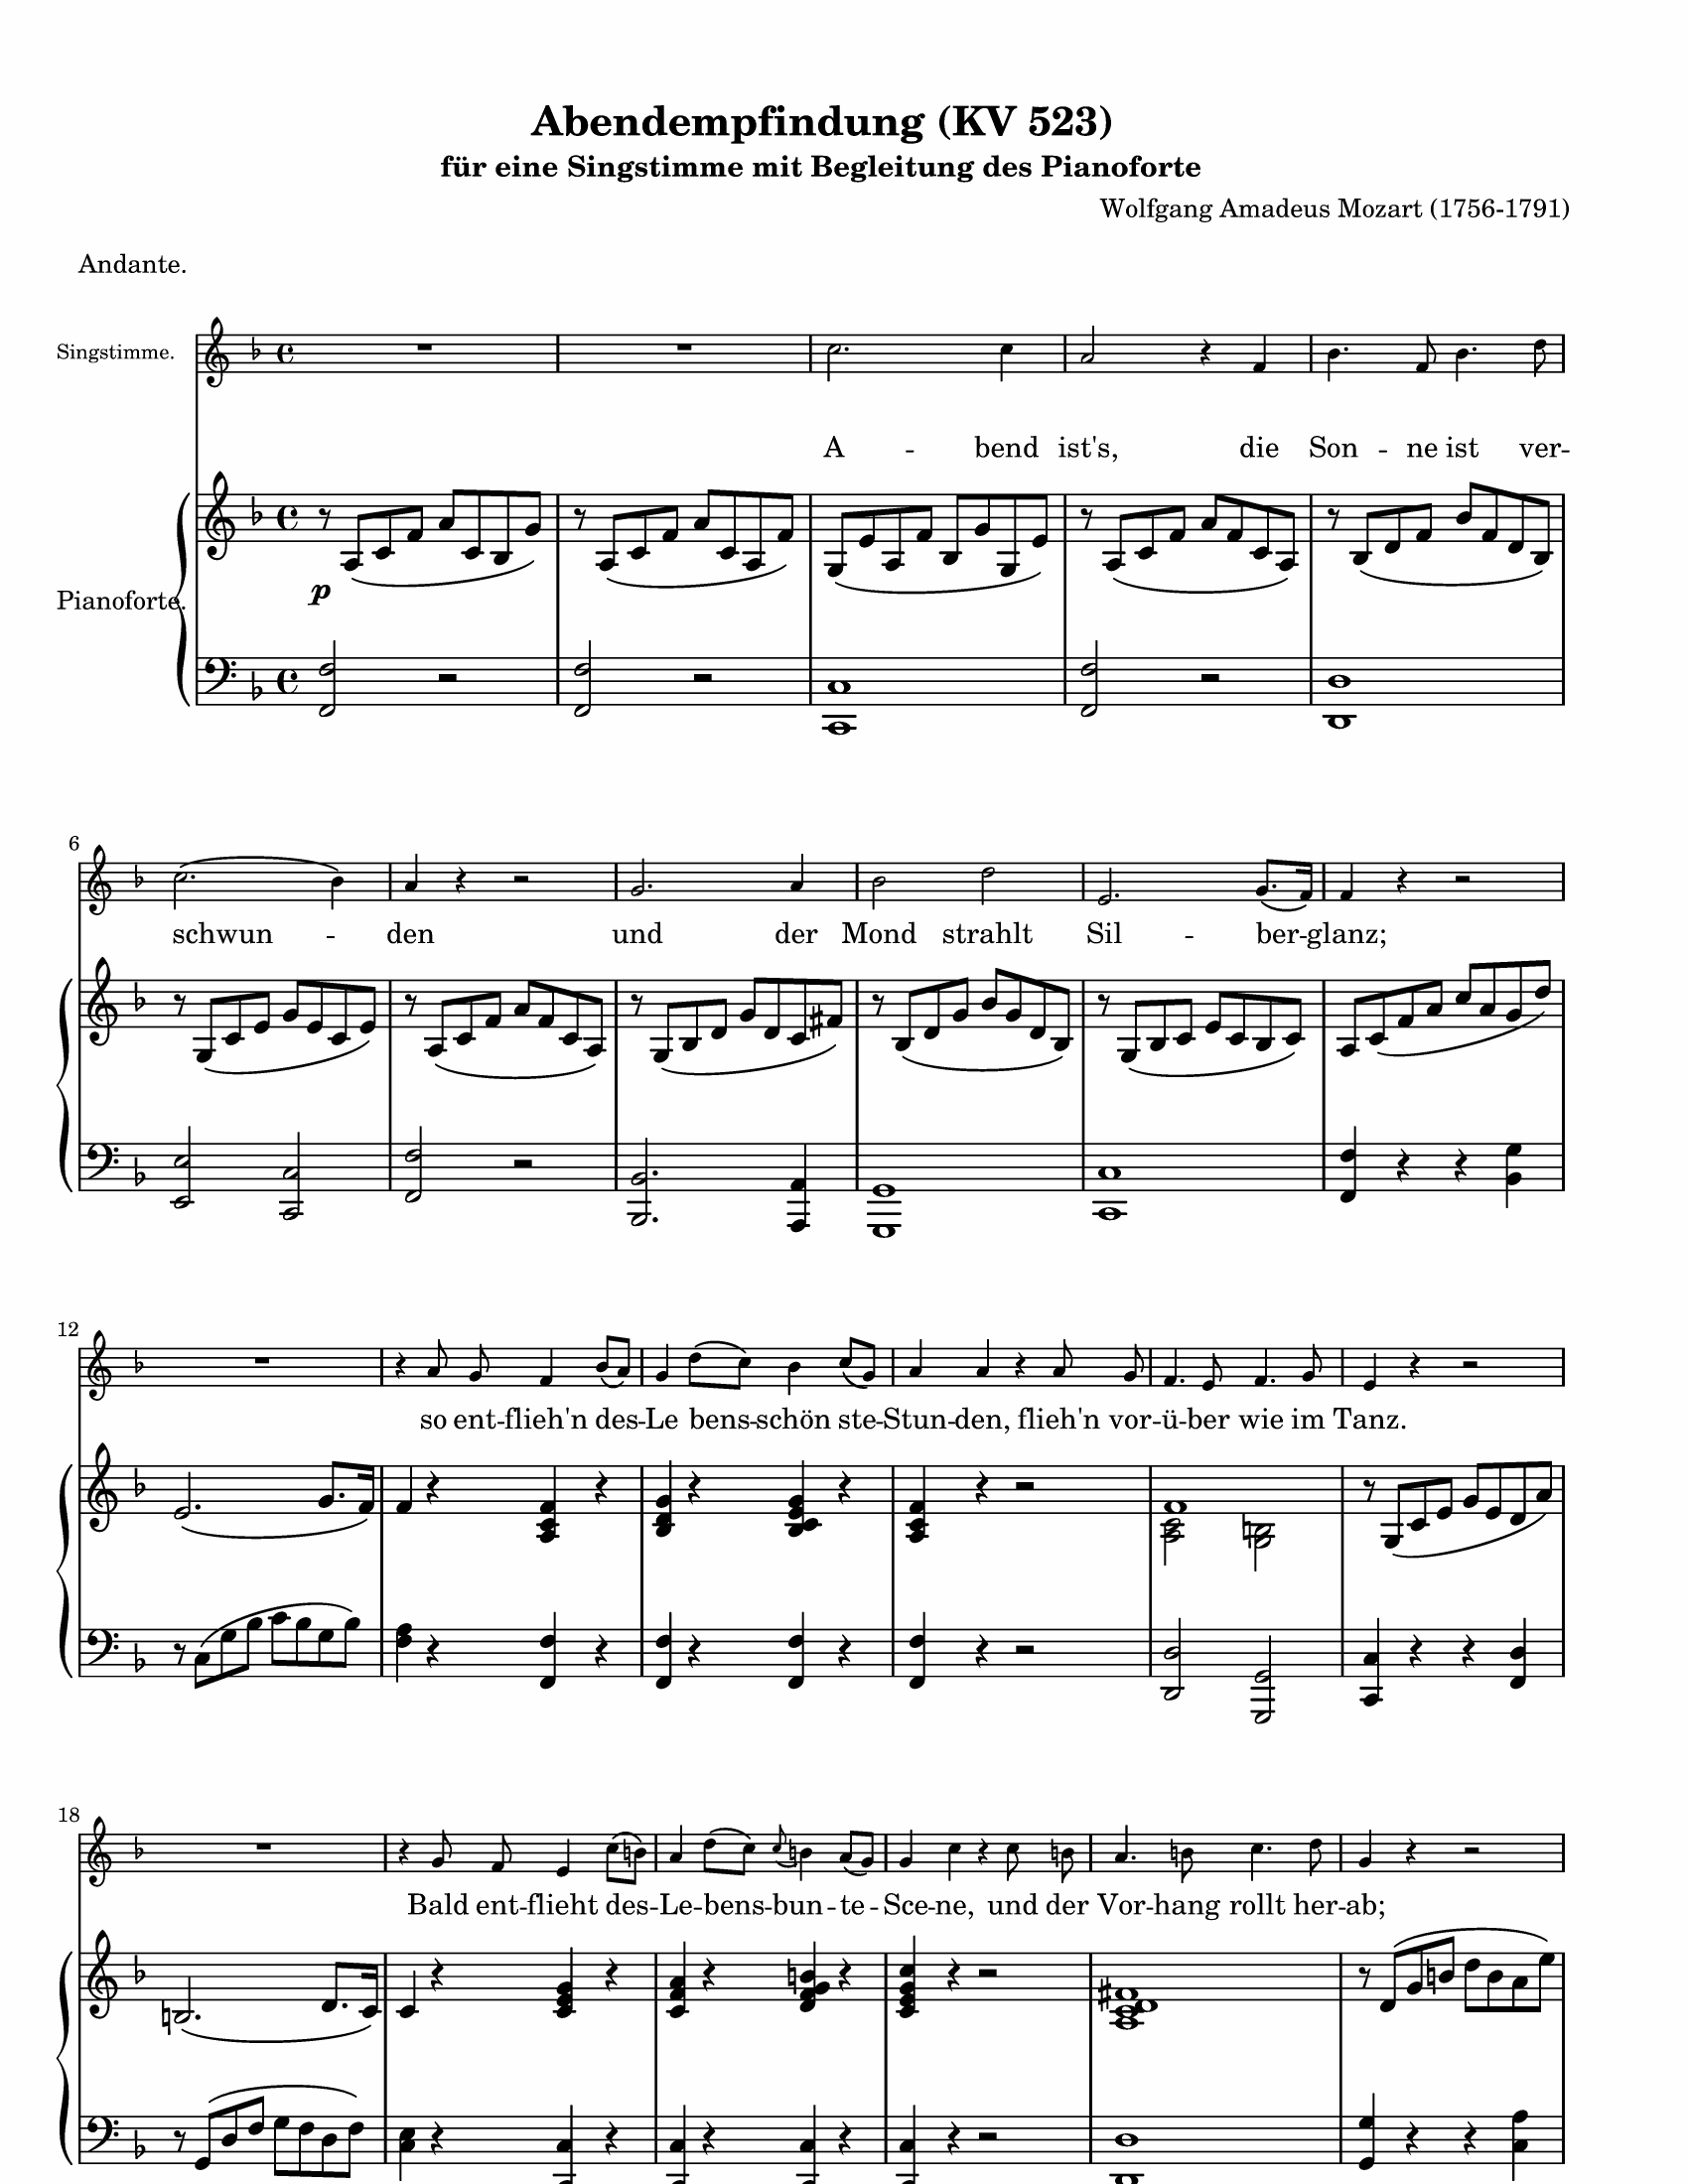 Abendempfindung (KV 523)
für eine Singstimme mit Begleitung des Pianoforte
Wolfgang Amadeus Mozart (1756-1791)
Andante.
Singstimme.
A -- bend ist's, die Son -- ne ist ver --
p
Pianoforte.
6
schwun -- den und der Mond strahlt Sil -- ber -- glanz;
12
so ent -- flieh'n des -- Le bens -- schön ste -- Stun -- den, flieh'n vor -- ü -- ber wie im Tanz.
18
Bald ent -- flieht des -- Le -- bens -- bun -- te -- Sce -- ne, und der Vor -- hang rollt her -- ab;